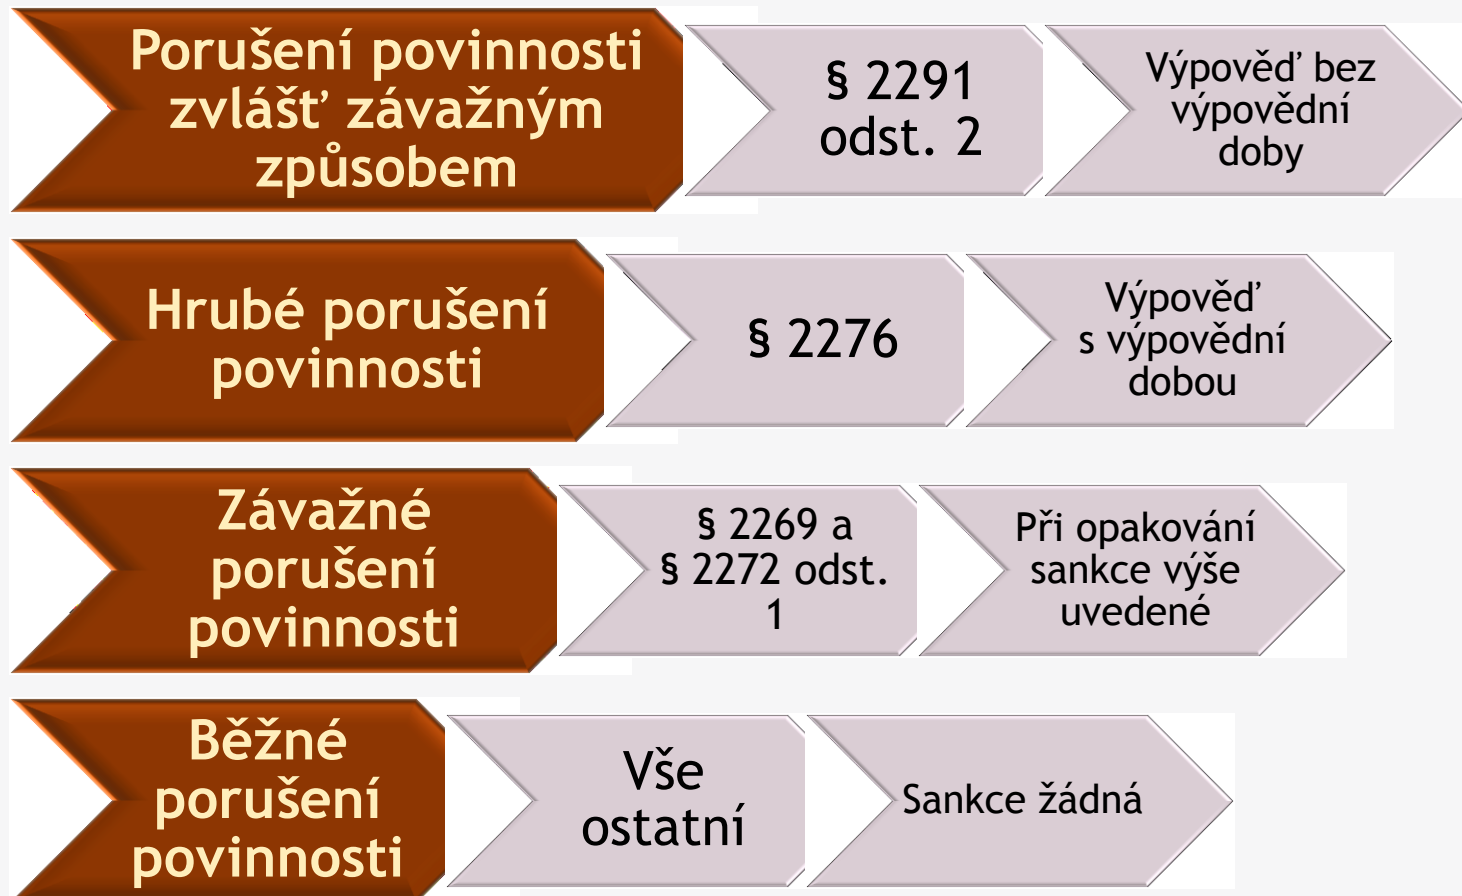 Porušení povinnosti
zvlášť závažným
způsobem
§ 2291
odst. 2
Výpověď bez
výpovědní
doby
Hrubé porušení
povinnosti
§ 2276
Výpověď
s výpovědní
dobou
Závažné
porušení
povinnosti
§ 2269 a
§ 2272 odst.
1
Při opakování
sankce výše
uvedené
Běžné
porušení
povinnosti
Vše
ostatní
Sankce žádná